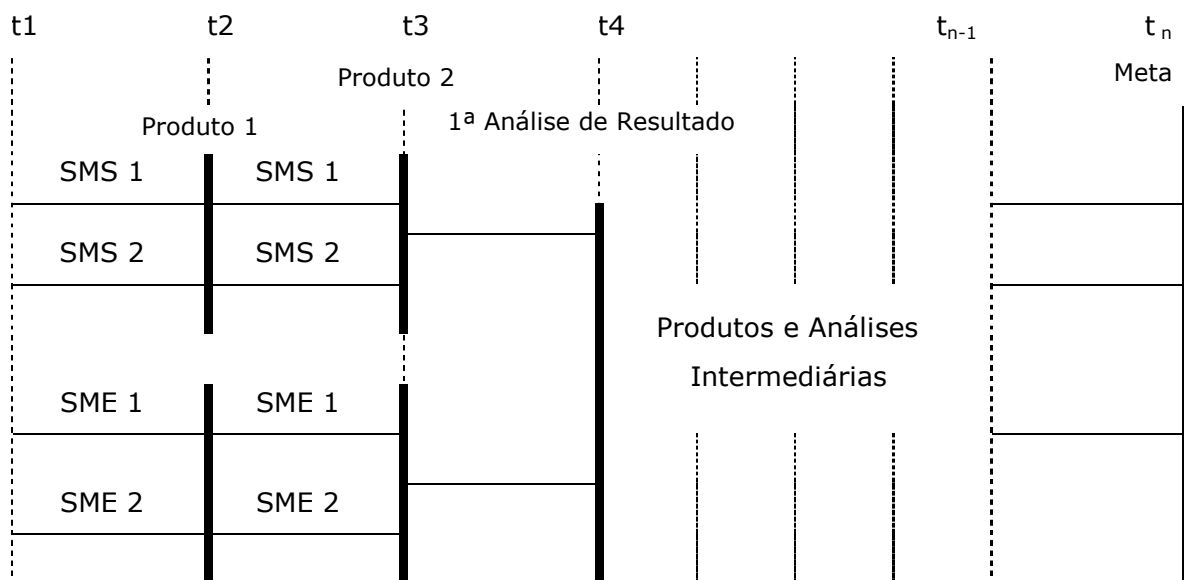 t1 t2 t3 t4 tn-1 t n
Produto 2 Meta
Produto 1 1ª Análise de Resultado
SMS 1 SMS 1
SMS 2 SMS 2
Produtos e Análises
Intermediárias
SME 1 SME 1
SME 2 SME 2